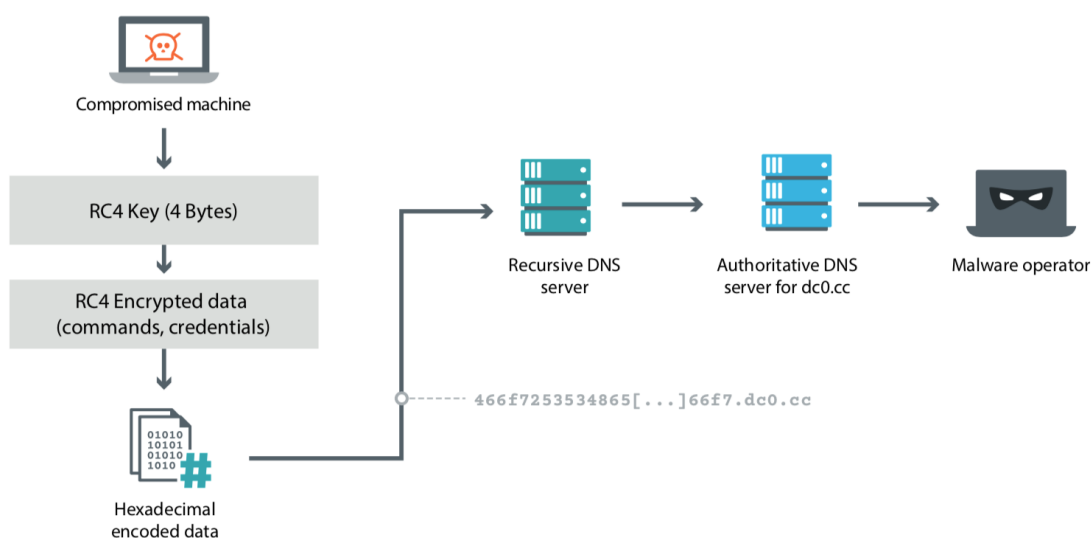 Compromised machine
RC4 Key (4 Bytes)
RC4 Encrypted data
(commands, credentials)
01010
10101
01010
1010
#
Hexadecimal
encoded data
466f7253534865[...]66f7.dc0.cc
Recursive DNS
server
Authoritative DNS
server for dc0.cc
Malware operator